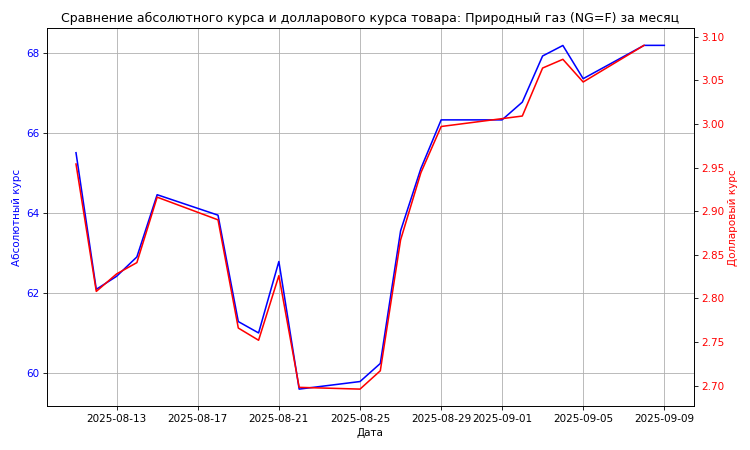 Сравнение абсолютного курса и долларового курса товара: Природный газ (NG=F) за месяц
68
66
64
62
60
Абсолютный курс
3.10
3.05
3.00
2.95
2.90
2.85
2.80
2.75
2.70
Долларовый курс
2025-08-13 2025-08-17 2025-08-21 2025-08-25 2025-08-29 2025-09-01 2025-09-05 2025-09-09
Дата